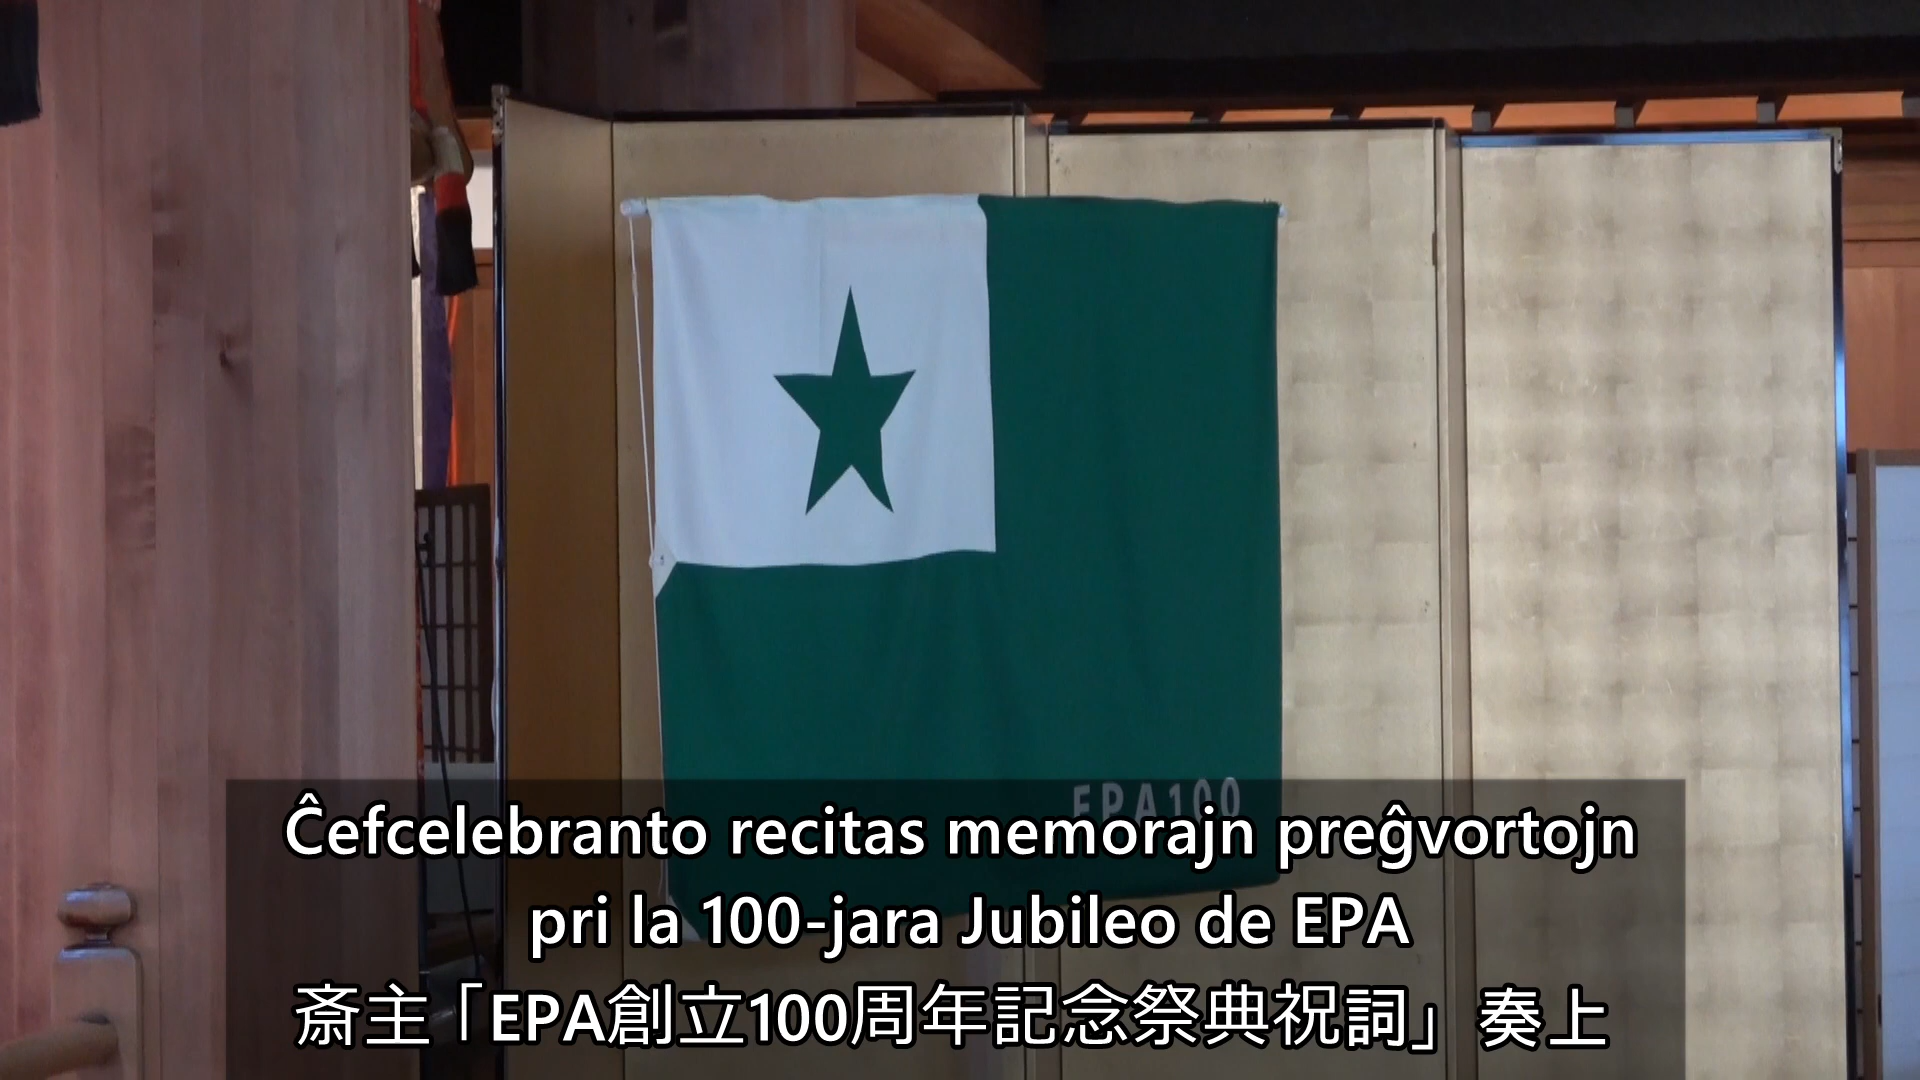 EPA100
Ĉefcelebranto recitas memorajn preĝvortojn
pri la 100-jara Jubileo de EPA
斎主「EPA創立100周年記念祭典祝詞」奏上